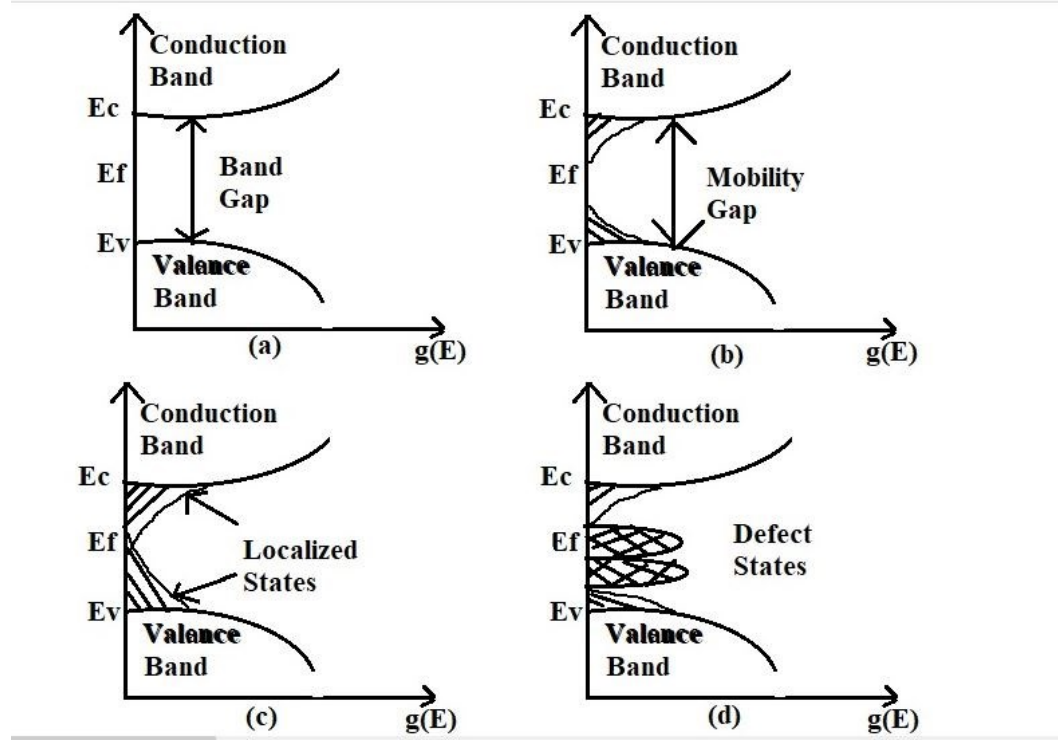 Conduction
Band
Ec
Ef
Band
Gap
Ev
Valance
Band
(a)
g(E)
Conduction
Band
Ec
Ef
Mobility
Gap
Ev
Valance
Band
(b)
g(E)
Conduction
Band
Ec
Ef
Localized
States
Ev
Valance
Band
(c)
g(E)
Conduction
Band
Ec
Ef
Defect
States
Ev
Valance
Band
(d)
g(E)